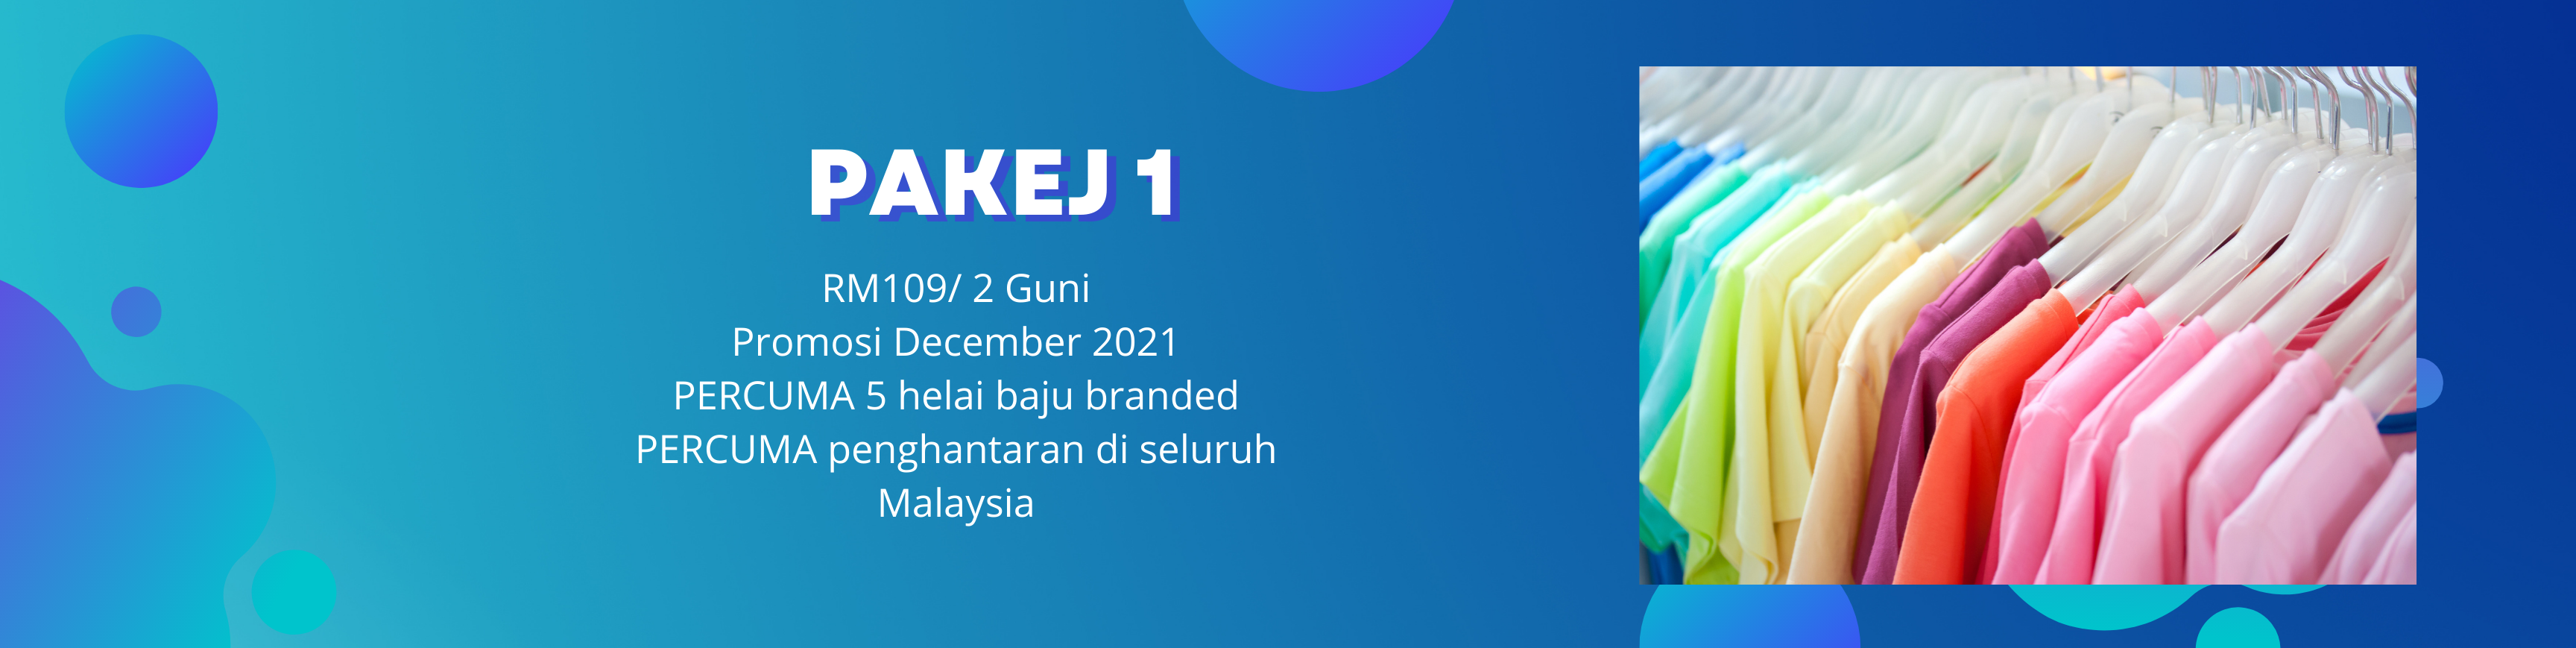 PAKEJ 1
RM109/ 2 Guni
Promosi December 2021
PERCUMA 5 helai baju branded
PERCUMA penghantaran di seluruh
Malaysia